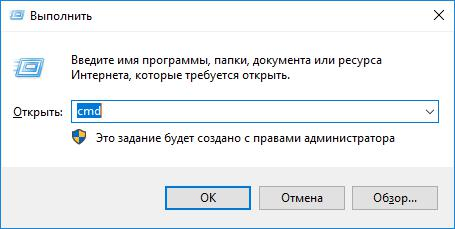 Выполнить
Введите имя программы, папки, документа или ресурса
Интернета, которые требуется открыть.
Открыть: cmd
Это задание будет создано с правами администратора
ОК Отмена Обзор...